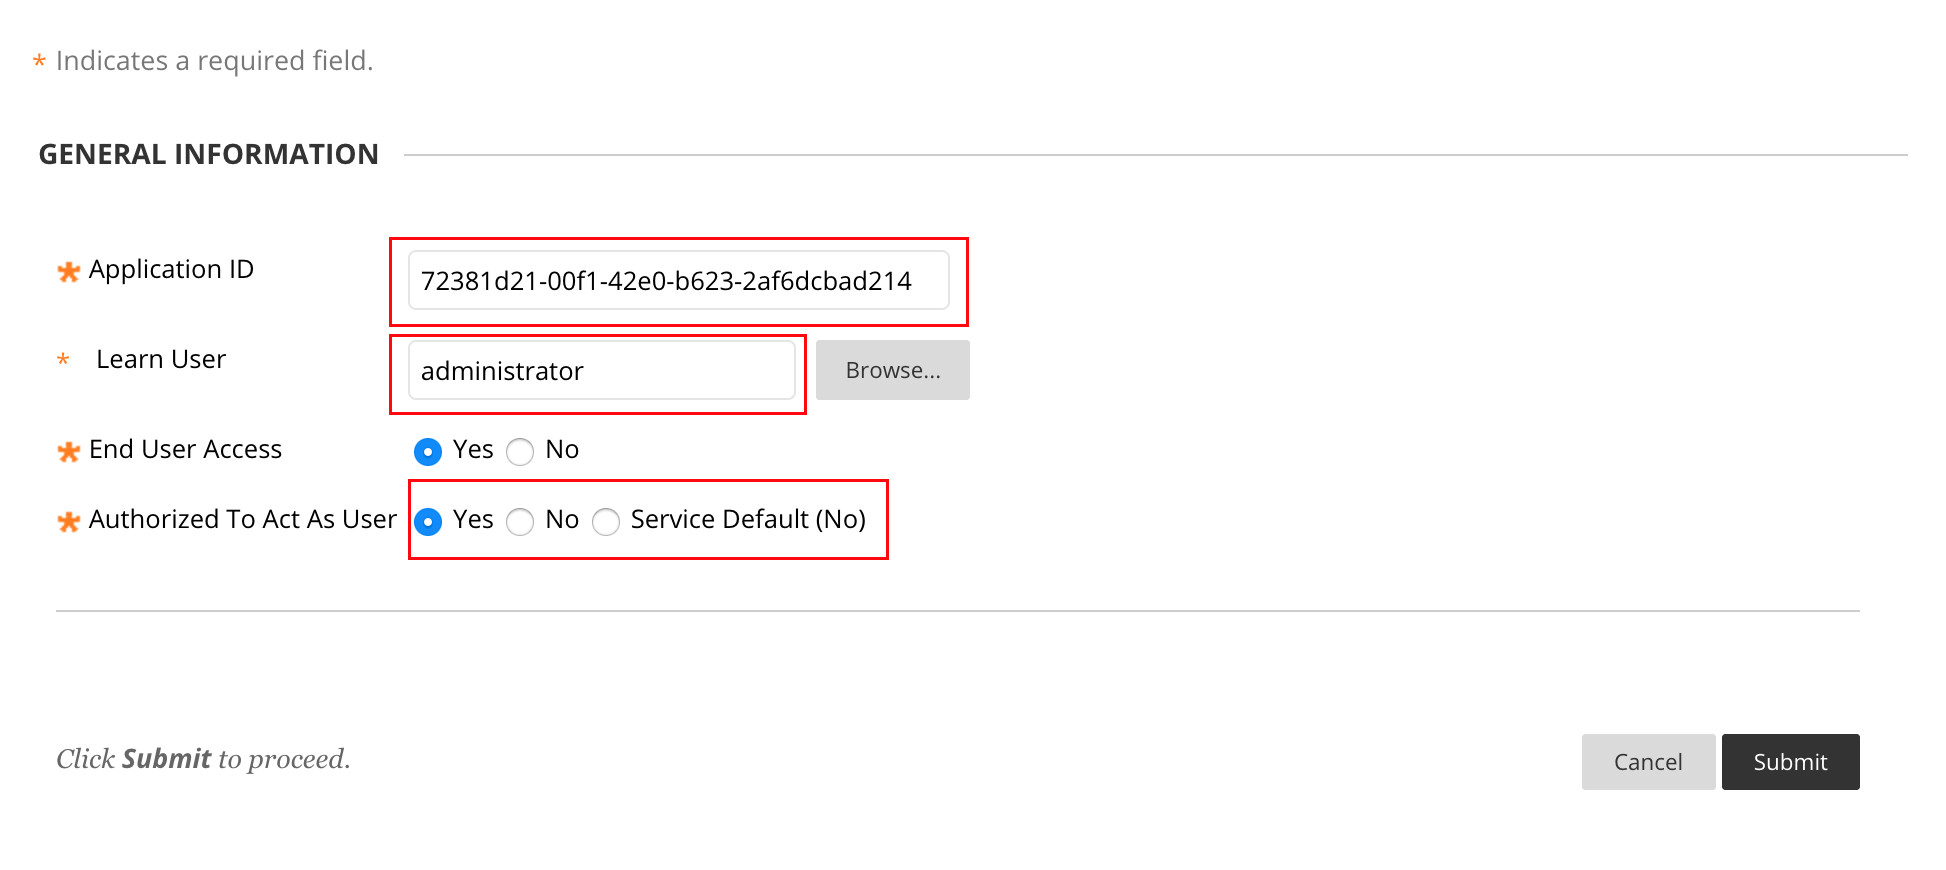 * Indicates a required field.
GENERAL INFORMATION
* Application ID 72381d21-00f1-42e0-b623-2af6dcbad214
* Learn User administrator Browse...
* End User Access Yes No
* Authorized To Act As User Yes No Service Default (No)
Click Submit to proceed. Cancel Submit